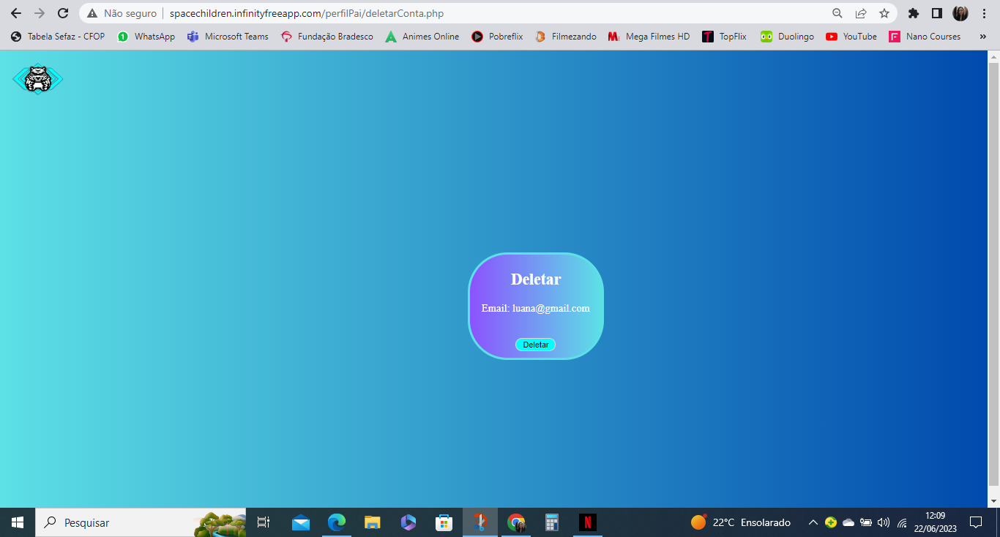 Não seguro
spacechildren.infinityfreeapp.com/perfilPai/deletarConta.php
Tabela Sefaz - CFOP
WhatsApp
Microsoft Teams
Fundação Bradesco
Animes Online
Pobreflix
Filmezando
Mega Filmes HD
TopFlix
Duolingo
YouTube
Nano Courses
»
Deletar
Email: luana@gmail.com
Deletar
Pesquisar
22°C Ensolarado
12:09
22/06/2023